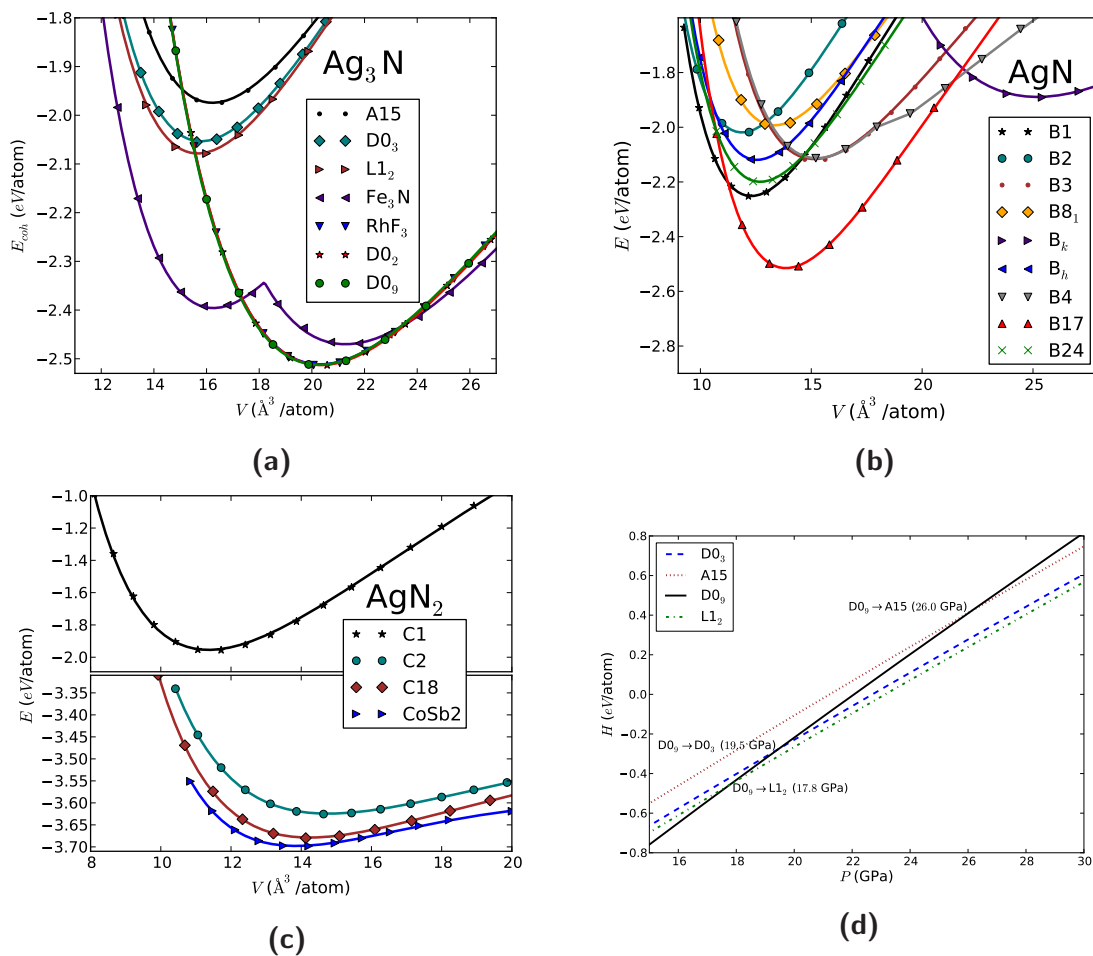 Ag₃N
A15
D0₃
L1₂
Fe₃N
RhF₃
D0₂
D0₉
−1.8
−1.9
−2.0
−2.1
−2.2
−2.3
−2.4
−2.5
E_coh (eV/atom)
12 14 16 18 20 22 24 26
V (Å³/atom)
(a)
AgN
B1
B2
B3
B8₁
B_k
B_h
B4
B17
B24
−1.8
−2.0
−2.2
−2.4
−2.6
−2.8
E (eV/atom)
10 15 20 25
V (Å³/atom)
(b)
AgN₂
C1
C2
C18
CoSb2
−1.0
−1.2
−1.4
−1.6
−1.8
−2.0
−3.35
−3.40
−3.45
−3.50
−3.55
−3.60
−3.65
−3.70
E (eV/atom)
8 10 12 14 16 18 20
V (Å³/atom)
(c)
D0₃
A15
D0₉
L1₂
D0₉→A15 (26.0 GPa)
D0₉→D0₃ (19.5 GPa)
D0₉→L1₂ (17.8 GPa)
0.8
0.6
0.4
0.2
0.0
−0.2
−0.4
−0.6
−0.8
H (eV/atom)
16 18 20 22 24 26 28 30
P (GPa)
(d)